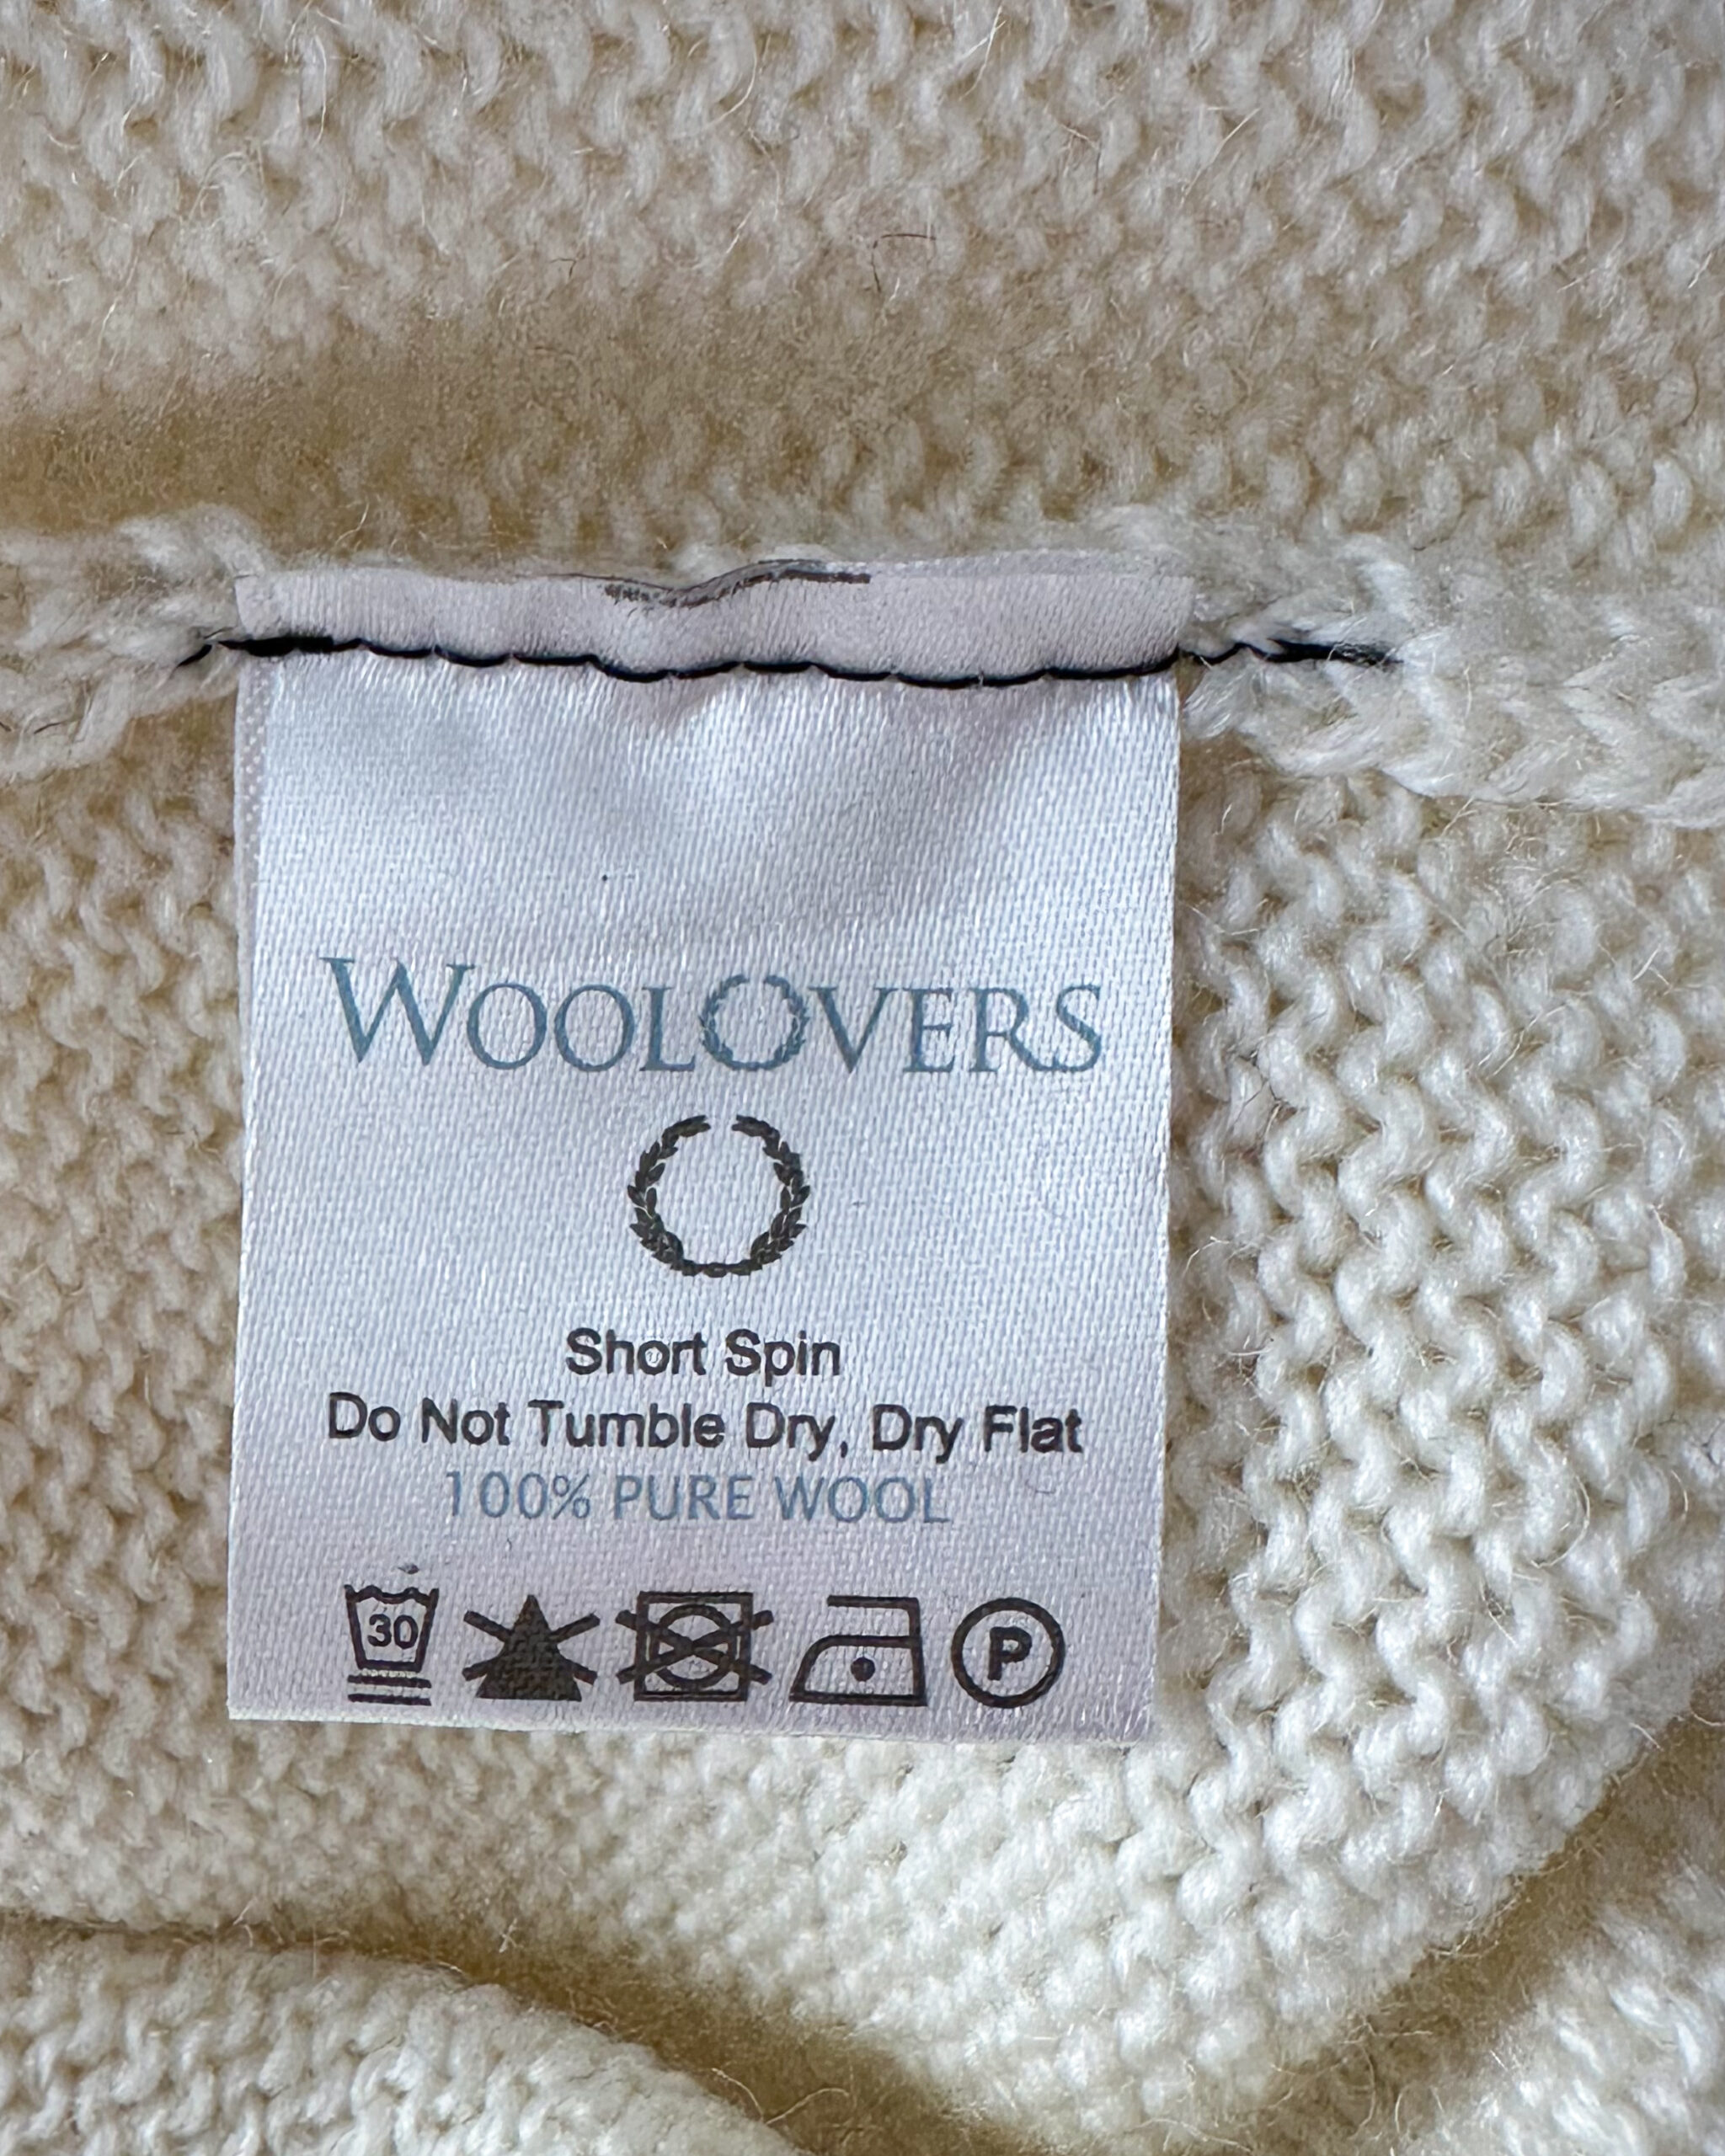 WOOLOVERS
Short Spin
Do Not Tumble Dry, Dry Flat
100% PURE WOOL
30
P